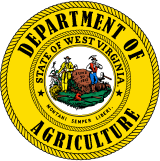 DEPARTMENT OF
STATE OF WEST VIRGINIA
MONTANI SEMPER LIBERI
AGRICULTURE